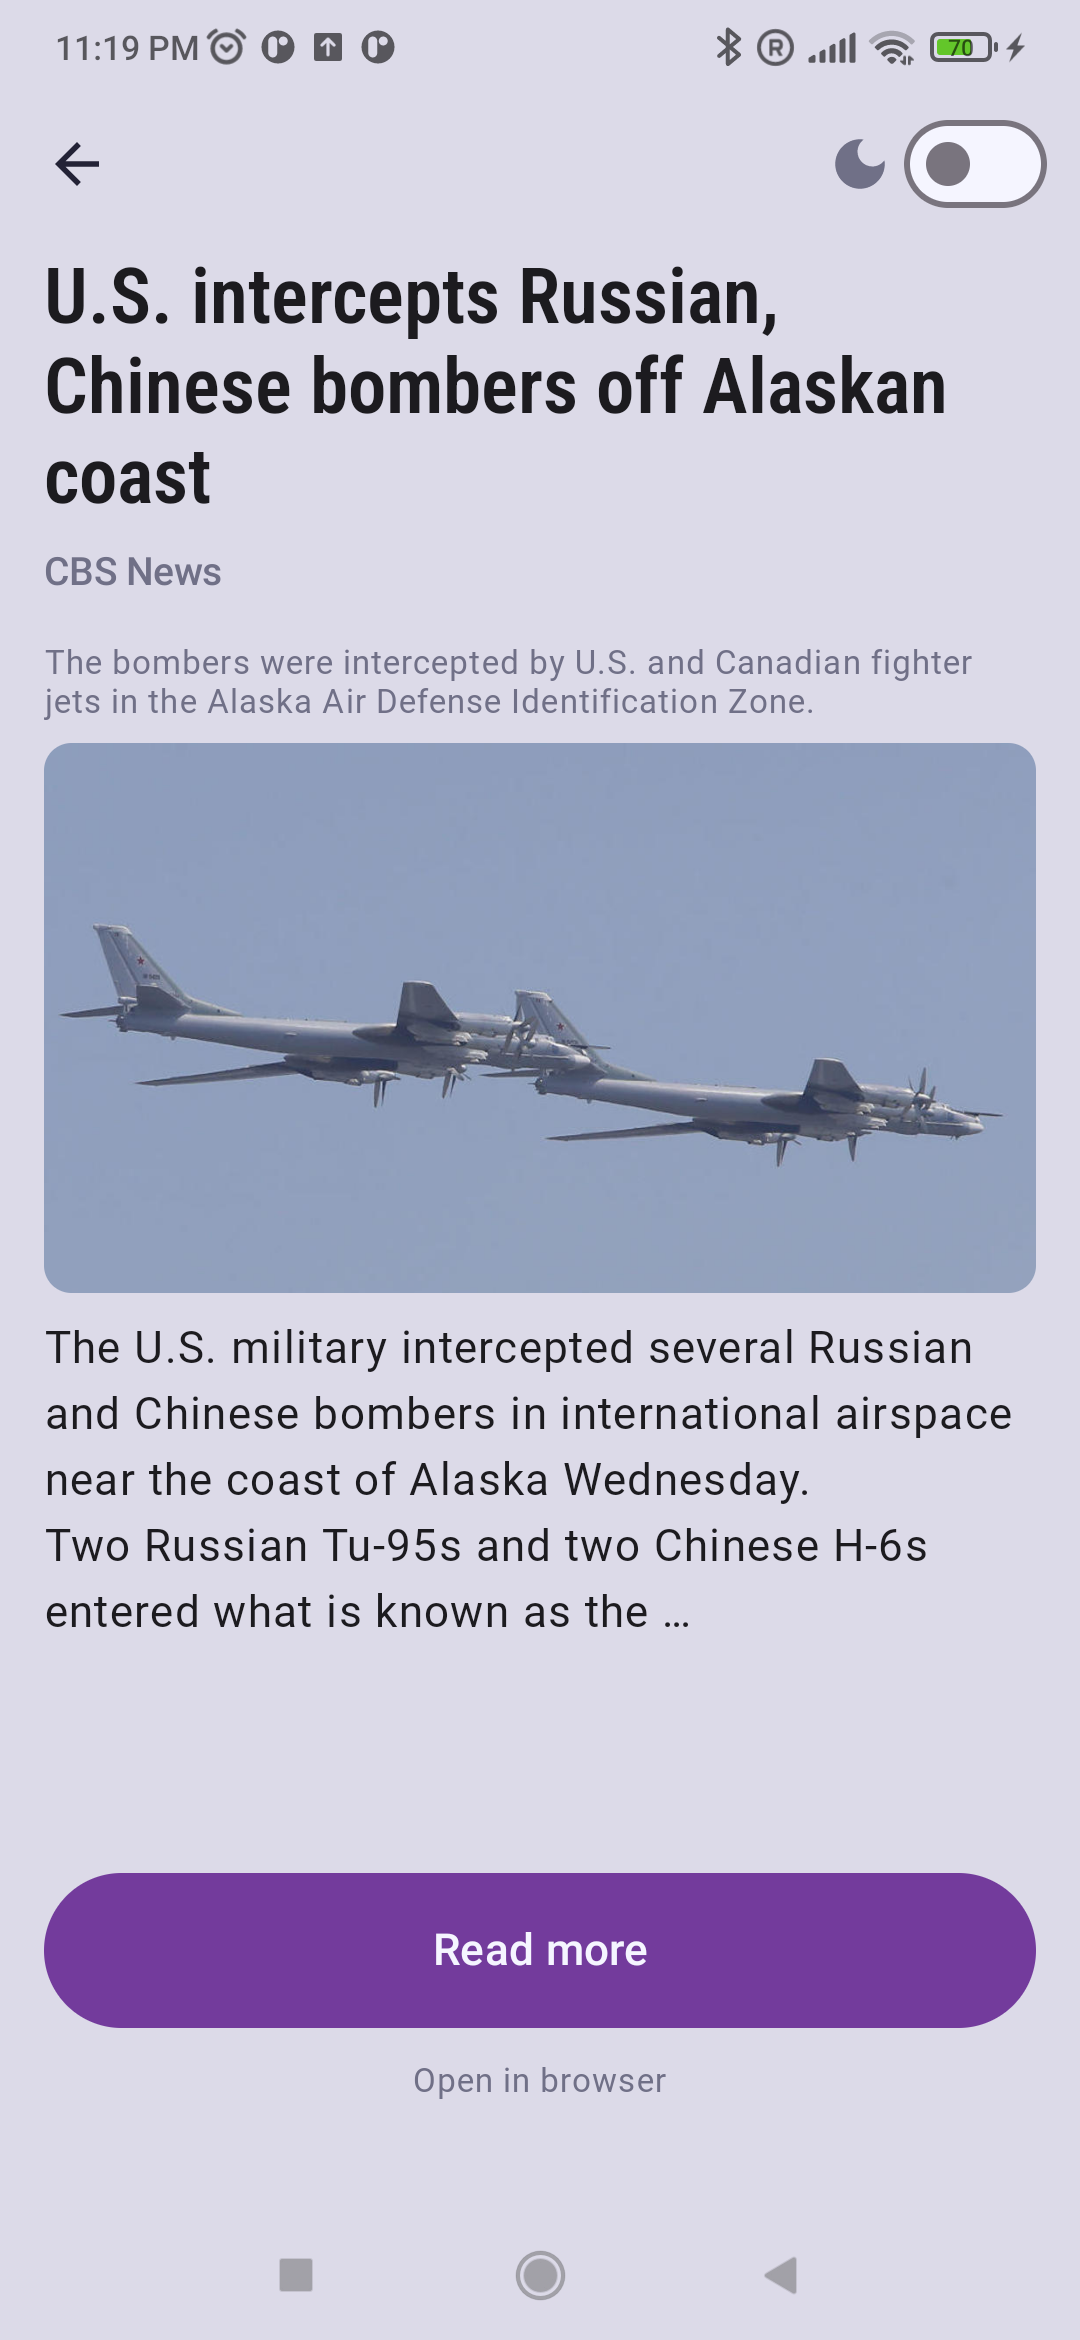 11:19 PM
R
70
U.S. intercepts Russian,
Chinese bombers off Alaskan
coast
CBS News
The bombers were intercepted by U.S. and Canadian fighter
jets in the Alaska Air Defense Identification Zone.
The U.S. military intercepted several Russian
and Chinese bombers in international airspace
near the coast of Alaska Wednesday.
Two Russian Tu-95s and two Chinese H-6s
entered what is known as the …
Read more
Open in browser